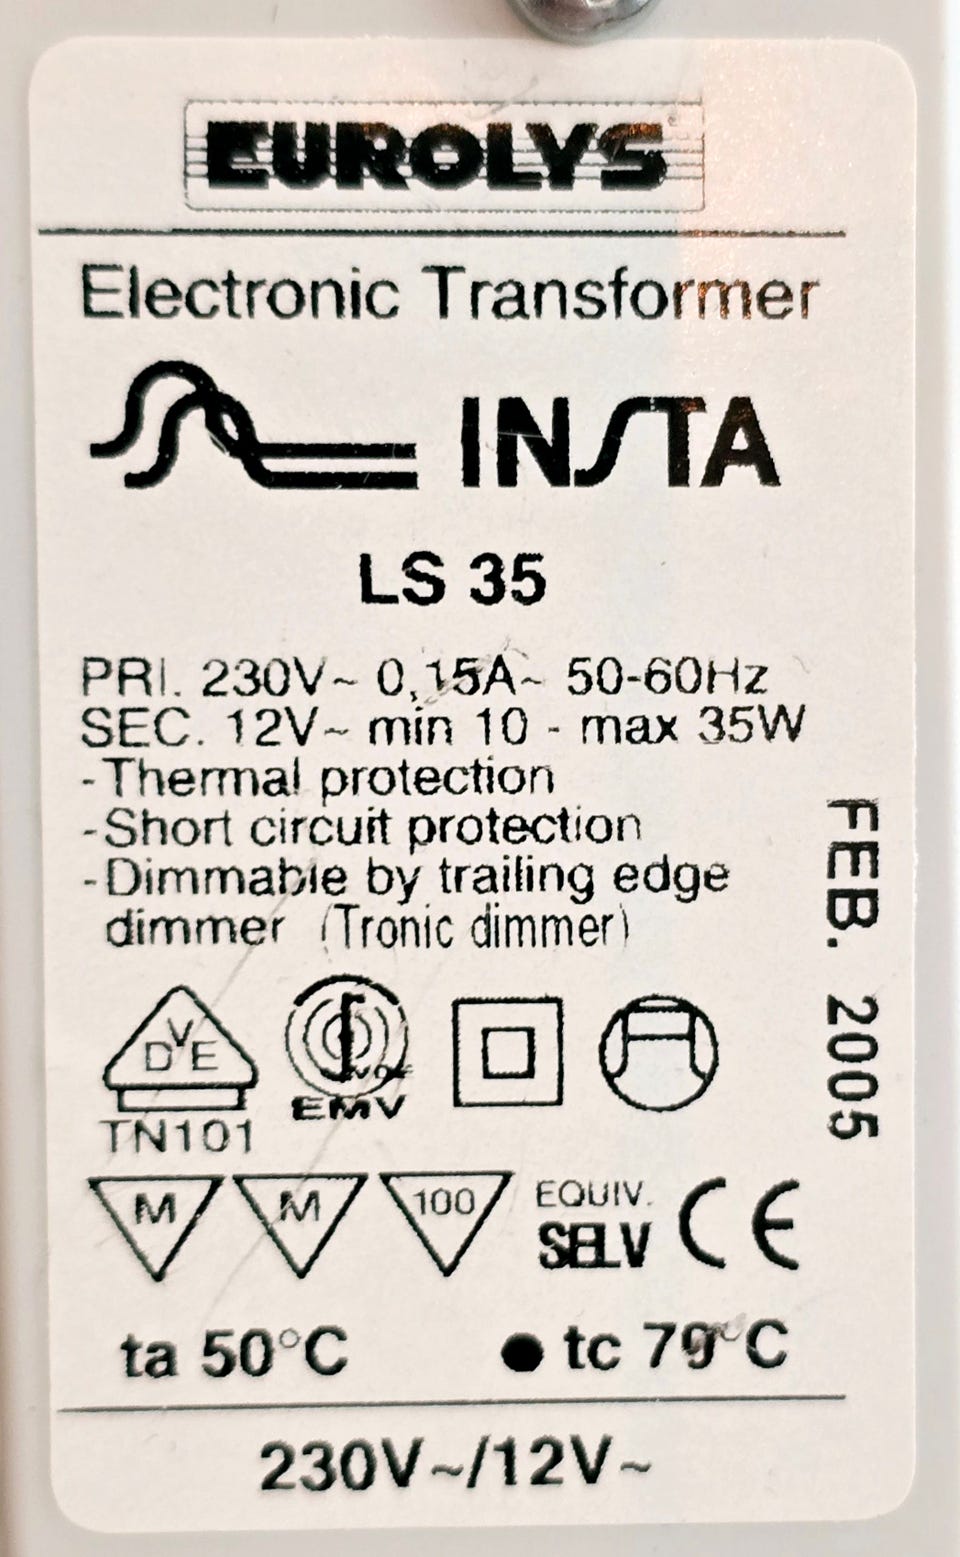 EUROLYS
Electronic Transformer
INSTA
LS 35
PRI. 230V~ 0,15A~ 50-60Hz
SEC. 12V~ min 10 - max 35W
-Thermal protection
-Short circuit protection
-Dimmable by trailing edge
dimmer (Tronic dimmer)
FEB. 2005
DVE
EMV
TN101
M M 100 EQUIV.
SELV CE
ta 50°C ● tc 79°C
230V~/12V~